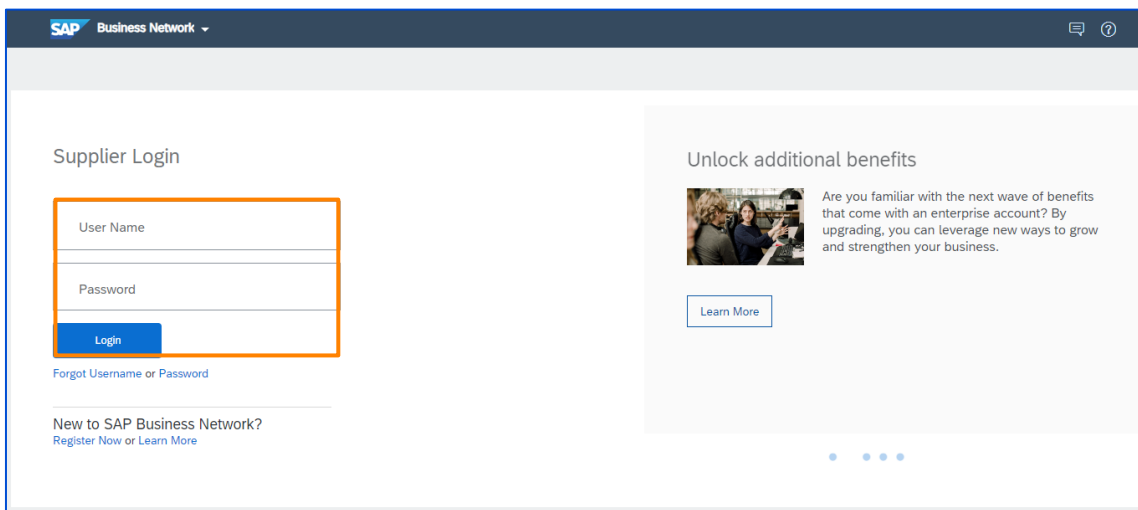 SAP Business Network
Supplier Login
User Name
Password
Login
Forgot Username or Password
New to SAP Business Network?
Register Now or Learn More
Unlock additional benefits
Are you familiar with the next wave of benefits
that come with an enterprise account? By
upgrading, you can leverage new ways to grow
and strengthen your business.
Learn More